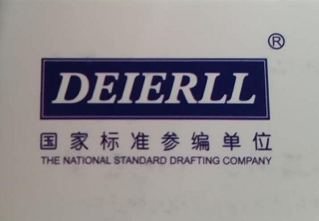 ®
DEIERLL
国家标准参编单位
THE NATIONAL STANDARD DRAFTING COMPANY